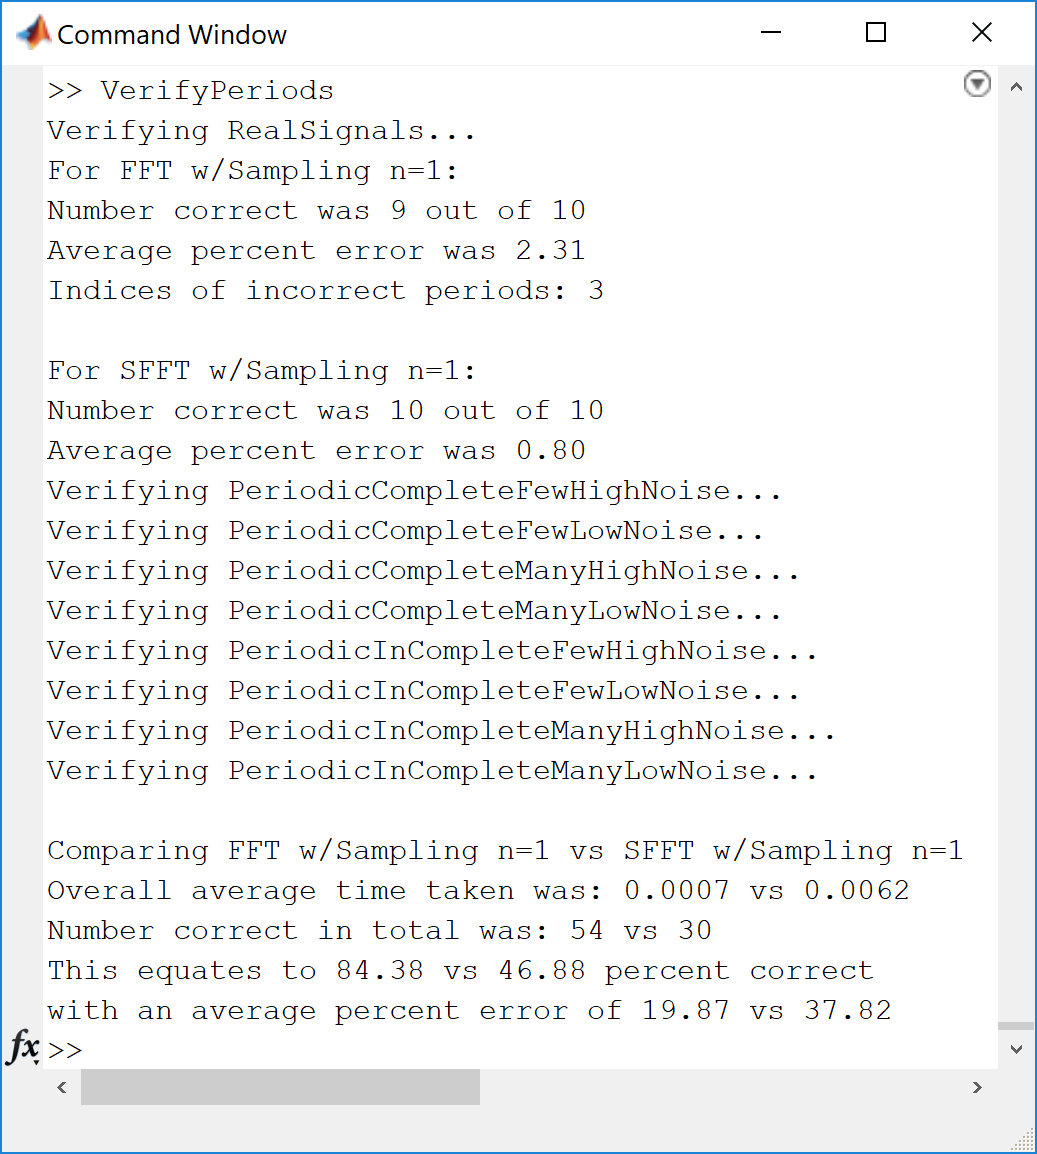 Command Window
>> VerifyPeriods
Verifying RealSignals...
For FFT w/Sampling n=1:
Number correct was 9 out of 10
Average percent error was 2.31
Indices of incorrect periods: 3
For SFFT w/Sampling n=1:
Number correct was 10 out of 10
Average percent error was 0.80
Verifying PeriodicCompleteFewHighNoise...
Verifying PeriodicCompleteFewLowNoise...
Verifying PeriodicCompleteManyHighNoise...
Verifying PeriodicCompleteManyLowNoise...
Verifying PeriodicInCompleteFewHighNoise...
Verifying PeriodicInCompleteFewLowNoise...
Verifying PeriodicInCompleteManyHighNoise...
Verifying PeriodicInCompleteManyLowNoise...
Comparing FFT w/Sampling n=1 vs SFFT w/Sampling n=1
Overall average time taken was: 0.0007 vs 0.0062
Number correct in total was: 54 vs 30
This equates to 84.38 vs 46.88 percent correct
with an average percent error of 19.87 vs 37.82
fx >>